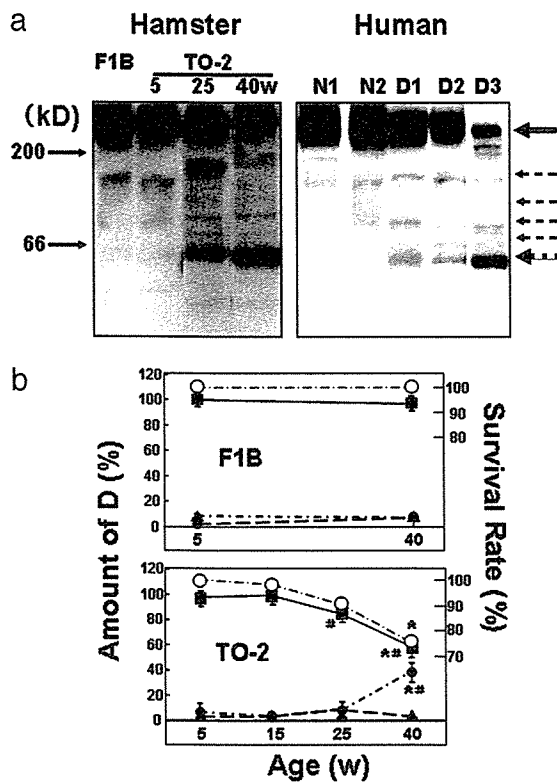 a
Hamster Human
F1B TO-2
5 25 40w N1 N2 D1 D2 D3
(kD)
200
66
b
120
100
80
60
40
20
0
100
90
80
F1B
5 40
120
100
80
60
40
20
0
100
90
80
70
TO-2
# * *# *#
5 15 25 40
Amount of D (%)
Survival Rate (%)
Age (w)